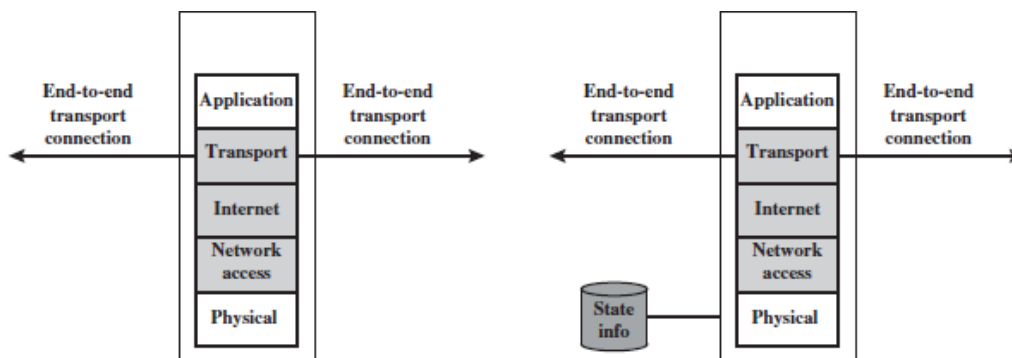 End-to-end
transport
connection
Application
Transport
Internet
Network
access
Physical
End-to-end
transport
connection
End-to-end
transport
connection
State
info
Application
Transport
Internet
Network
access
Physical
End-to-end
transport
connection